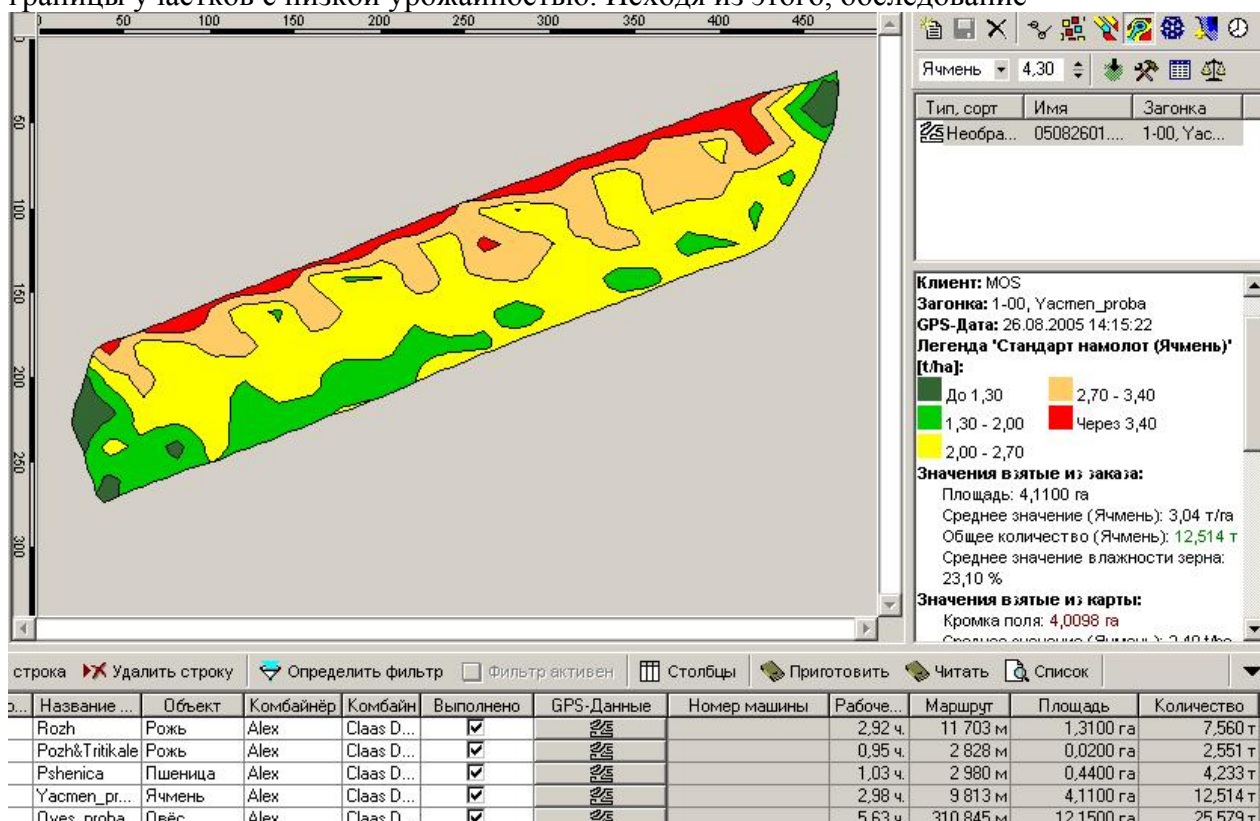 границы участков с низкой урожайностью. Исходя из этого, обследование
0 50 100 150 200 250 300 350 400 450
50
100
150
200
250
300
Ячмень 4,30
Тип, сорт Имя Загонка
Необра... 05082601.... 1-00, Yac...
Клиент: MOS
Загонка: 1-00, Yacmen_proba
GPS-Дата: 26.08.2005 14:15:22
Легенда 'Стандарт намолот (Ячмень)'
[t/ha]:
До 1,30 2,70 - 3,40
1,30 - 2,00 Через 3,40
2,00 - 2,70
Значения взятые из заказа:
Площадь: 4,1100 га
Среднее значение (Ячмень): 3,04 т/га
Общее количество (Ячмень): 12,514 т
Среднее значение влажности зерна:
23,10 %
Значения взятые из карты:
Кромка поля: 4,0098 га
строка Удалить строку Определить фильтр Фильтр активен Столбцы Приготовить Читать Список
Название ... Объект Комбайнёр Комбайн Выполнено GPS-Данные Номер машины Рабоче... Маршрут Площадь Количество
Rozh Рожь Alex Claas D... 2,92 ч. 11 703 м 1,3100 га 7,560 т
Pozh&Tritikale Рожь Alex Claas D... 0,95 ч. 2 828 м 0,0200 га 2,551 т
Pshenica Пшеница Alex Claas D... 1,03 ч. 2 980 м 0,4400 га 4,233 т
Yacmen_pr... Ячмень Alex Claas D... 2,98 ч. 9 813 м 4,1100 га 12,514 т
Oves_proba Овёс Alex Claas D... 5,63 ч. 310 845 м 12,1500 га 25,579 т